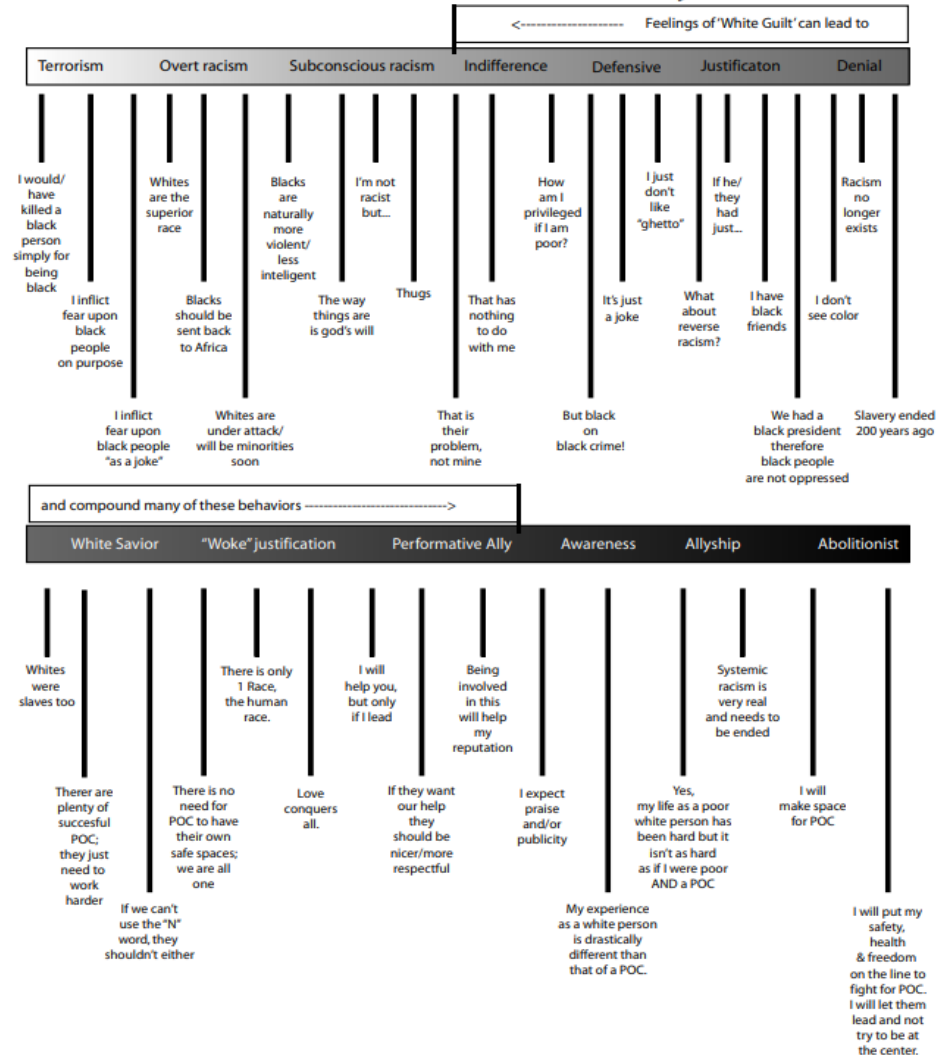 <-------------------- Feelings of 'White Guilt' can lead to
Terrorism Overt racism Subconscious racism Indifference Defensive Justificaton Denial
I would/
have
killed a
black
person
simply for
being
black
I inflict
fear upon
black
people
on purpose
I inflict
fear upon
black people
"as a joke"
Whites
are the
superior
race
Blacks
should be
sent back
to Africa
Whites are
under attack/
will be minorities
soon
Blacks
are
naturally
more
violent/
less
inteligent
The way
things are
is god's will
I'm not
racist
but...
Thugs
That is
their
problem,
not mine
That has
nothing
to do
with me
How
am I
privileged
if I am
poor?
But black
on
black crime!
It's just
a joke
I just
don't
like
"ghetto"
What
about
reverse
racism?
If he/
they
had
just...
I have
black
friends
We had a
black president
therefore
black people
are not oppressed
I don't
see color
Racism
no
longer
exists
Slavery ended
200 years ago
and compound many of these behaviors ------------------------------->
White Savior "Woke" justification Performative Ally Awareness Allyship Abolitionist
Whites
were
slaves too
Therer are
plenty of
succesful
POC;
they just
need to
work
harder
If we can't
use the "N"
word, they
shouldn't either
There is no
need for
POC to have
their own
safe spaces;
we are all
one
There is only
1 Race,
the human
race.
Love
conquers
all.
I will
help you,
but only
if I lead
If they want
our help
they
should be
nicer/more
respectful
Being
involved
in this
will help
my
reputation
I expect
praise
and/or
publicity
My experience
as a white person
is drastically
different than
that of a POC.
Yes,
my life as a poor
white person has
been hard but it
isn't as hard
as if I were poor
AND a POC
Systemic
racism is
very real
and needs to
be ended
I will
make space
for POC
I will put my
safety,
health
& freedom
on the line to
fight for POC.
I will let them
lead and not
try to be at
the center.